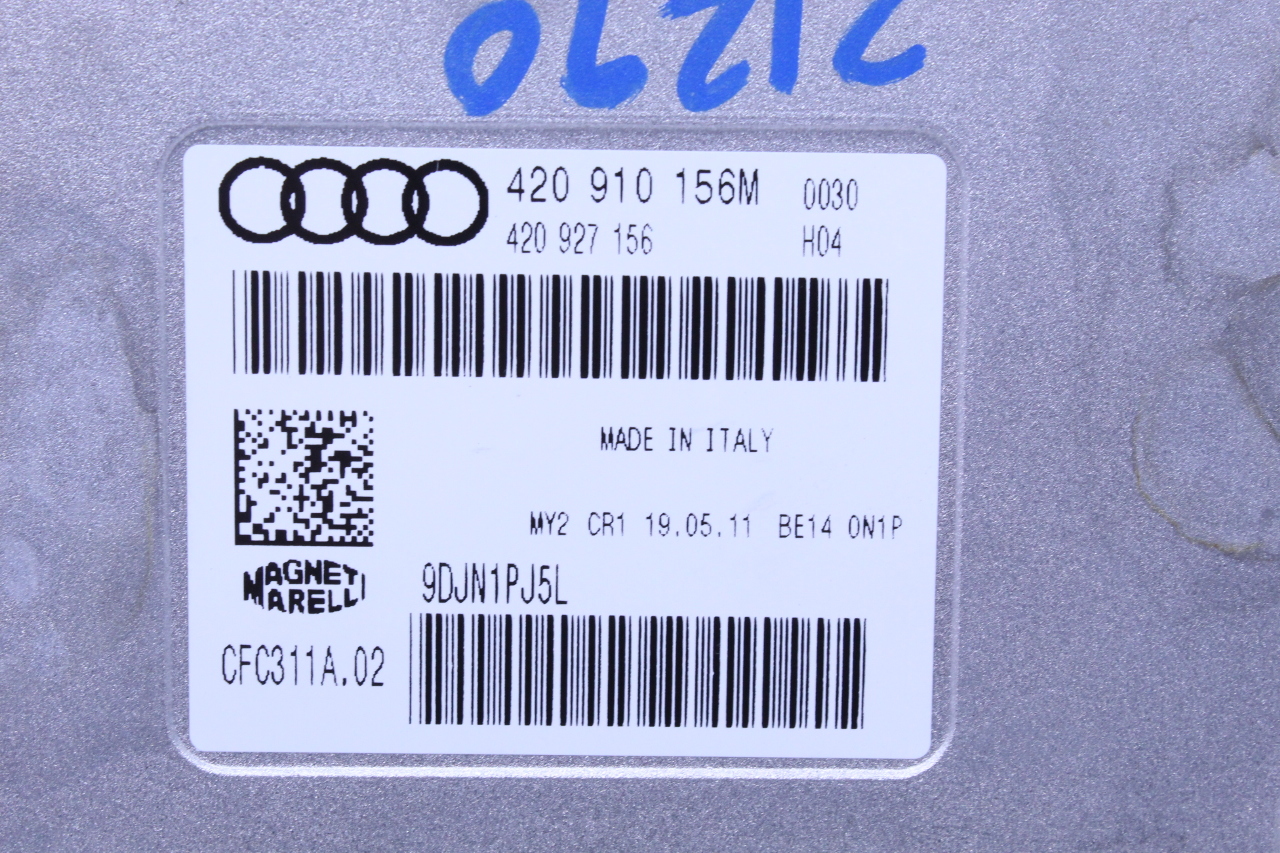 420 910 156M 0030
420 927 156 H04
MADE IN ITALY
MY2 CR1 19.05.11 BE14 0N1P
MAGNETI MARELLI
9DJN1PJ5L
CFC311A.02